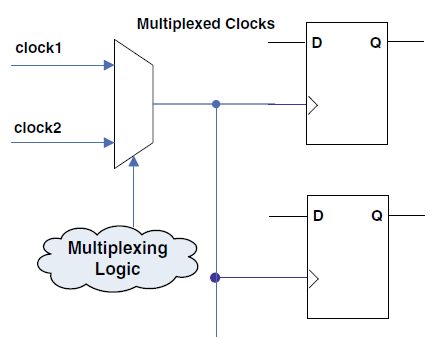 Multiplexed Clocks
clock1
clock2
D Q
D Q
Multiplexing
Logic